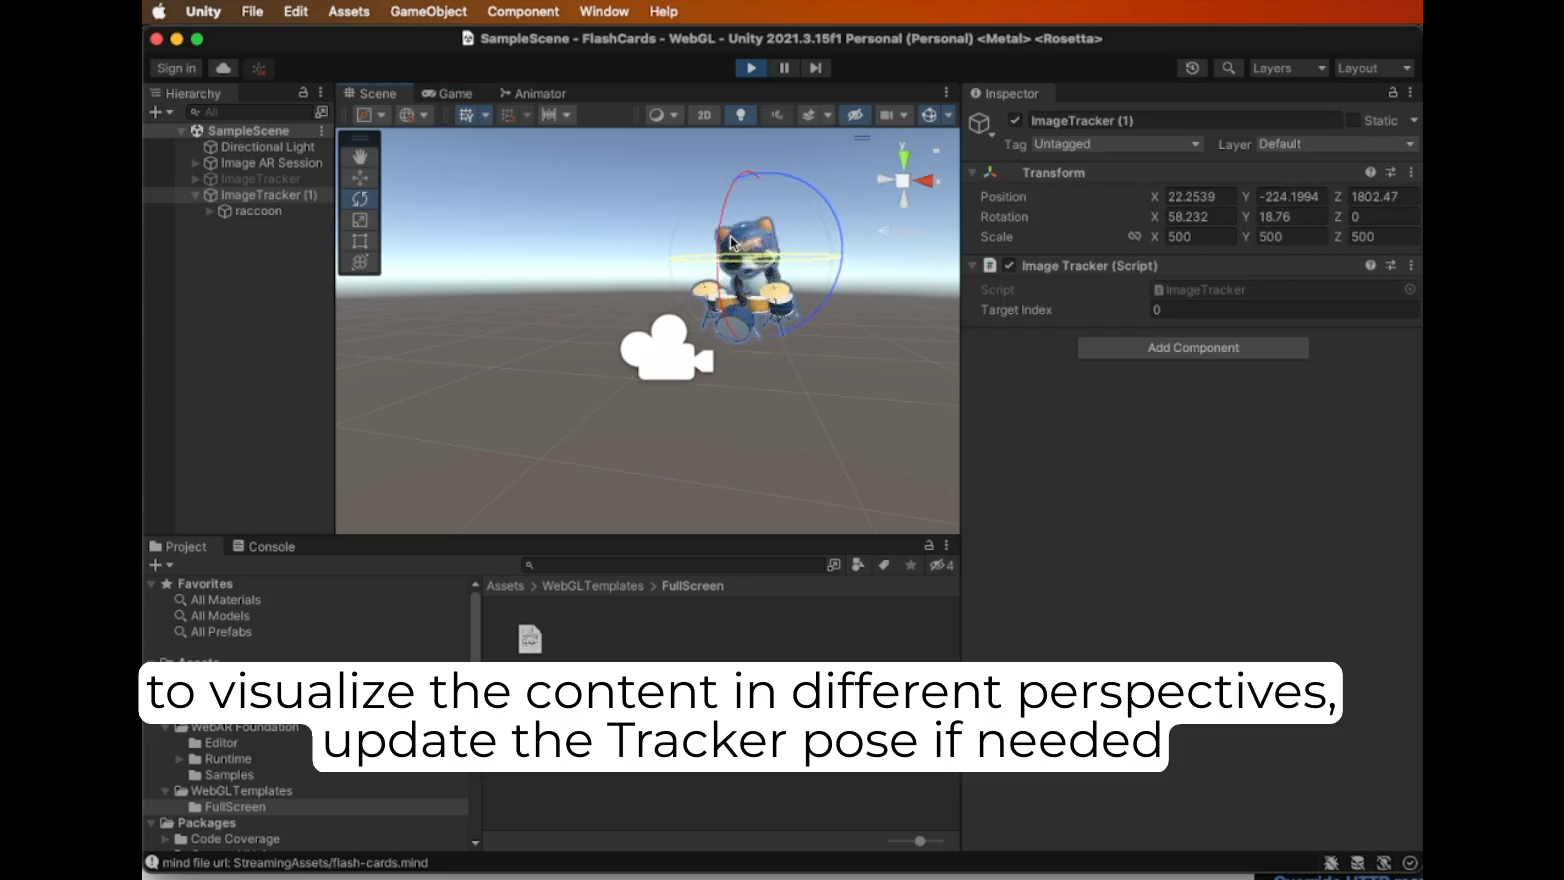 Unity File Edit Assets GameObject Component Window Help
SampleScene - FlashCards - WebGL - Unity 2021.3.15f1 Personal (Personal) <Metal> <Rosetta>
Sign in
Layers
Layout
Hierarchy
All
SampleScene
Directional Light
Image AR Session
ImageTracker
ImageTracker (1)
raccoon
Scene Game Animator
2D
y
x
Inspector
ImageTracker (1)
Static
Tag Untagged Layer Default
Transform
Position X 22.2539 Y -224.1994 Z 1802.47
Rotation X 58.232 Y 18.76 Z 0
Scale X 500 Y 500 Z 500
Image Tracker (Script)
Script ImageTracker
Target Index 0
Add Component
Project Console
4
Favorites
All Materials
All Models
All Prefabs
Assets > WebGLTemplates > FullScreen
to visualize the content in different perspectives,
update the Tracker pose if needed
WebAR Foundation
Editor
Runtime
Samples
WebGLTemplates
FullScreen
Packages
Code Coverage
mind file url: StreamingAssets/flash-cards.mind